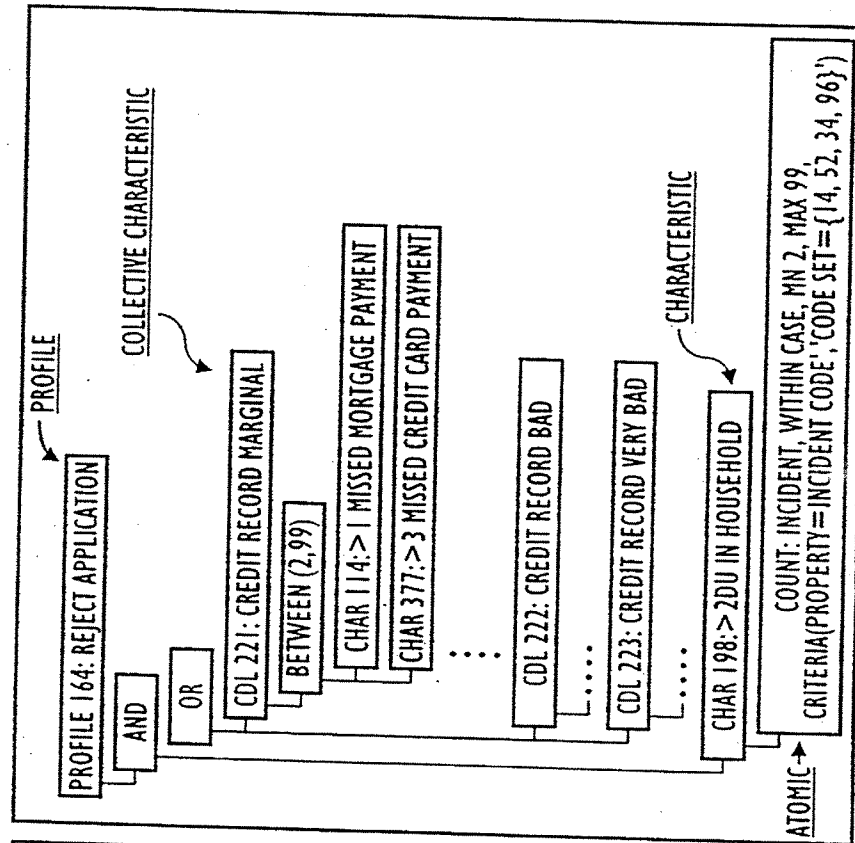 PROFILE
PROFILE 164: REJECT APPLICATION
AND
OR
COLLECTIVE CHARACTERISTIC
CDL 221: CREDIT RECORD MARGINAL
BETWEEN (2,99)
CHAR 114:> 1 MISSED MORTGAGE PAYMENT
CHAR 377:> 3 MISSED CREDIT CARD PAYMENT
CDL 222: CREDIT RECORD BAD
CDL 223: CREDIT RECORD VERY BAD
CHARACTERISTIC
CHAR 198:> 2DU IN HOUSEHOLD
ATOMIC
COUNT: INCIDENT, WITHIN CASE, MN 2, MAX 99,
CRITERIA(PROPERTY=INCIDENT CODE','CODE SET={14, 52, 34, 96}')